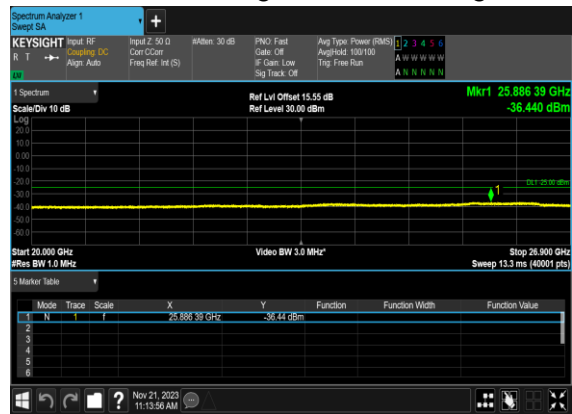 Spectrum Analyzer 1
Swept SA
+
KEYSIGHT Input: RF Input Z: 50 Ω #Atten: 30 dB PNO: Fast Avg Type: Power (RMS) 1 2 3 4 5 6
R T Coupling: DC Corr CCorr Gate: Off Avg|Hold: 100/100 A W W W W W
Align: Auto Freq Ref: Int (S) IF Gain: Low Trig: Free Run
LXI Sig Track: Off A N N N N N
1 Spectrum Ref Lvl Offset 15.55 dB Mkr1 25.886 39 GHz
Scale/Div 10 dB Ref Level 30.00 dBm -36.440 dBm
Log
20.0
10.0
0.00
-10.0
-20.0
DL1 -25.00 dBm
-30.0
1
-40.0
-50.0
-60.0
Start 20.000 GHz Video BW 3.0 MHz* Stop 26.900 GHz
#Res BW 1.0 MHz Sweep 13.3 ms (40001 pts)
5 Marker Table
Mode Trace Scale X Y Function Function Width Function Value
1 N 1 f 25.886 39 GHz -36.44 dBm
2
3
4
5
6
? Nov 21, 2023
11:13:56 AM